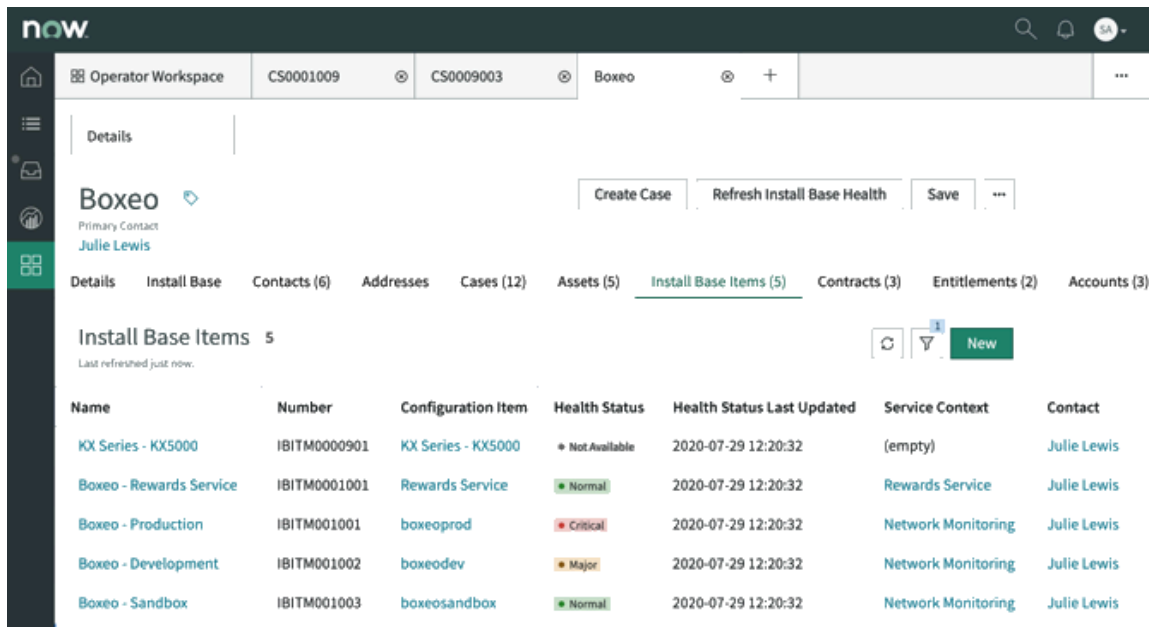 now.
SA
Operator Workspace CS0001009 CS0009003 Boxeo + ...
Details
Boxeo Create Case Refresh Install Base Health Save ...
Primary Contact
Julie Lewis
Details Install Base Contacts (6) Addresses Cases (12) Assets (5) Install Base Items (5) Contracts (3) Entitlements (2) Accounts (3)
Install Base Items 5 1 New
Last refreshed just now.
Name Number Configuration Item Health Status Health Status Last Updated Service Context Contact
KX Series - KX5000 IBITM0000901 KX Series - KX5000 Not Available 2020-07-29 12:20:32 (empty) Julie Lewis
Boxeo - Rewards Service IBITM0001001 Rewards Service Normal 2020-07-29 12:20:32 Rewards Service Julie Lewis
Boxeo - Production IBITM001001 boxeoprod Critical 2020-07-29 12:20:32 Network Monitoring Julie Lewis
Boxeo - Development IBITM001002 boxeodev Major 2020-07-29 12:20:32 Network Monitoring Julie Lewis
Boxeo - Sandbox IBITM001003 boxeosandbox Normal 2020-07-29 12:20:32 Network Monitoring Julie Lewis